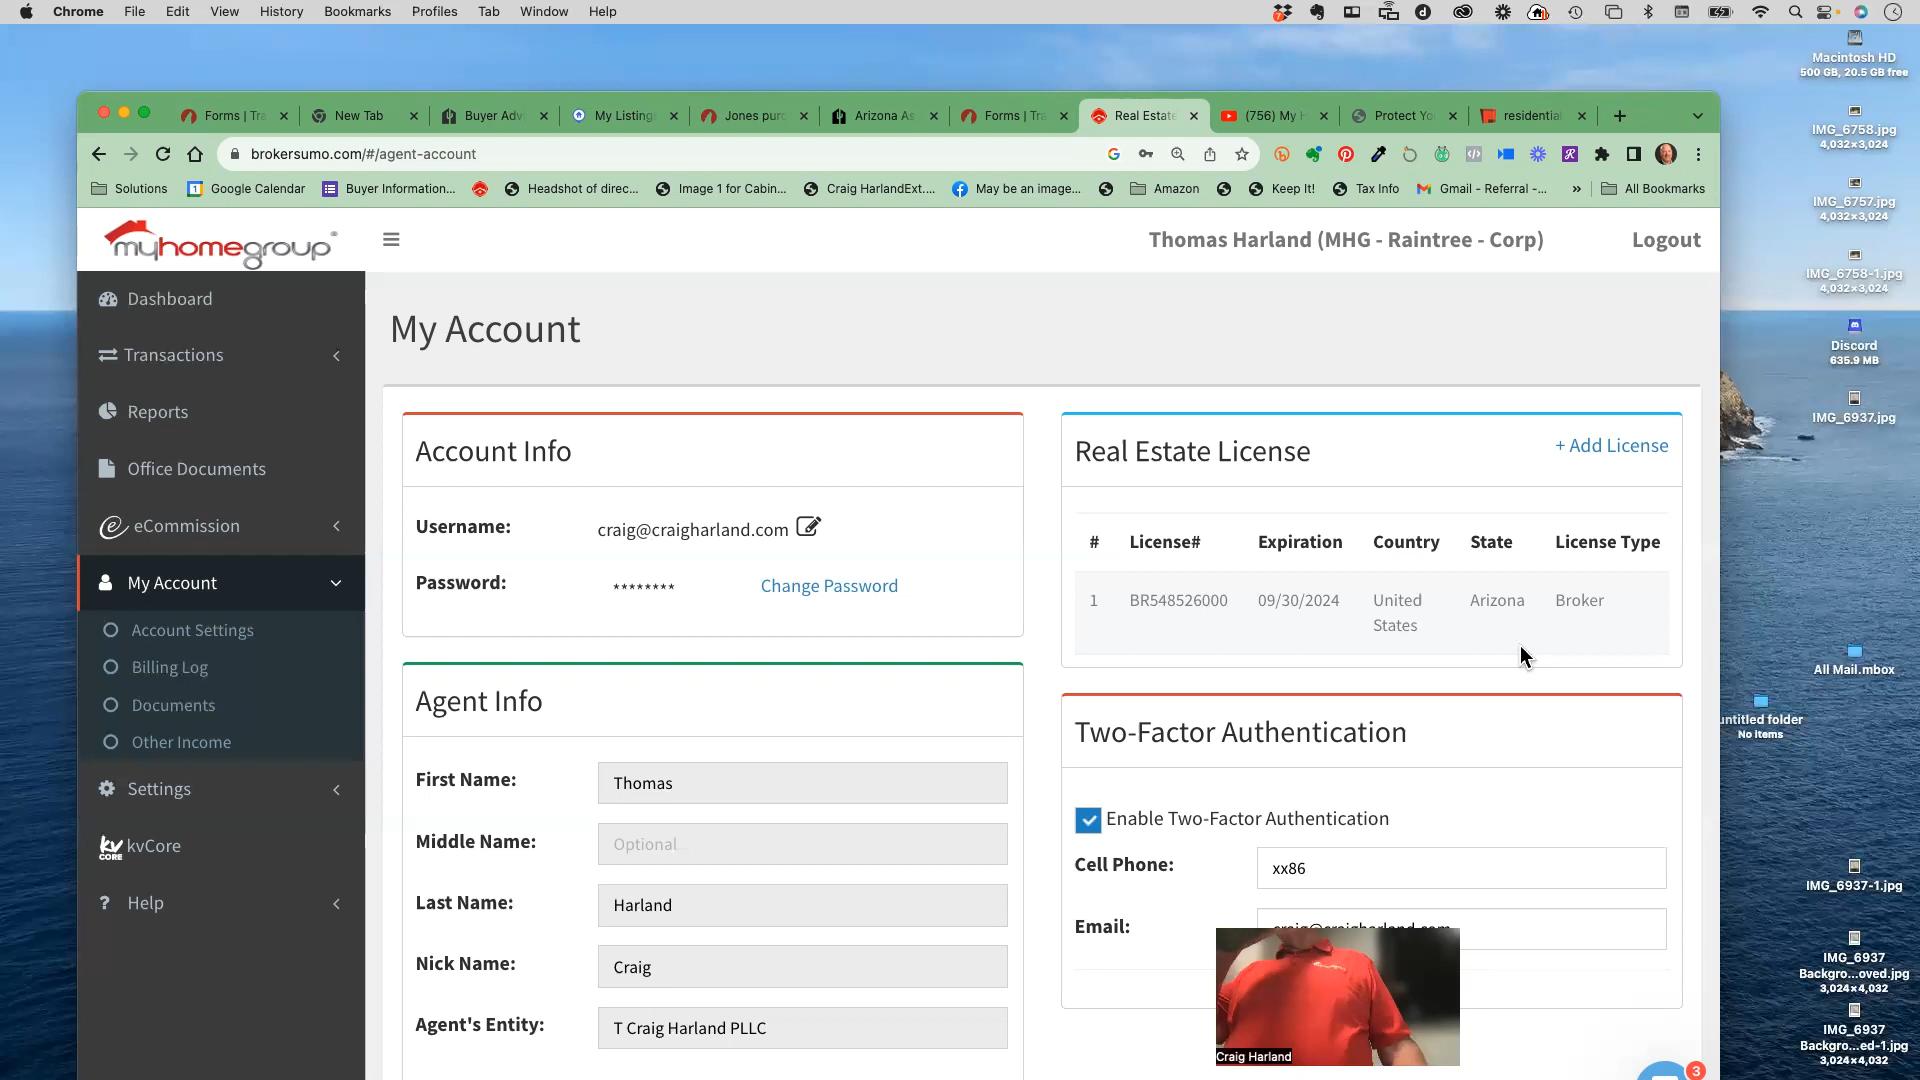 Chrome File Edit View History Bookmarks Profiles Tab Window Help
Macintosh HD
500 GB, 20.5 GB free
Forms | Tra New Tab Buyer Adv My Listing Jones purc Arizona As Forms | Tra Real Estate (756) My H Protect Yo residential
IMG_6758.jpg
4,032×3,024
brokersumo.com/#/agent-account
Solutions Google Calendar Buyer Information... Headshot of direc... Image 1 for Cabin... Craig HarlandExt.... May be an image... Amazon Keep It! Tax Info Gmail - Referral -... » All Bookmarks
IMG_6757.jpg
4,032×3,024
myhomegroup
Thomas Harland (MHG - Raintree - Corp) Logout
IMG_6758-1.jpg
4,032×3,024
Discord
635.9 MB
IMG_6937.jpg
Dashboard
Transactions
Reports
Office Documents
eCommission
My Account
Account Settings
Billing Log
Documents
Other Income
Settings
kv CORE kvCore
? Help
My Account
Account Info
Username: craig@craigharland.com
Password: ******** Change Password
Agent Info
First Name: Thomas
Middle Name: Optional
Last Name: Harland
Nick Name: Craig
Agent's Entity: T Craig Harland PLLC
Real Estate License + Add License
# License# Expiration Country State License Type
1 BR548526000 09/30/2024 United States Arizona Broker
Two-Factor Authentication
Enable Two-Factor Authentication
Cell Phone: xx86
Email: craig@craigharland.com
Craig Harland
3
All Mail.mbox
untitled folder
No items
IMG_6937-1.jpg
IMG_6937
Backgro...oved.jpg
3,024×4,032
IMG_6937
Backgro...ed-1.jpg
3,024×4,032